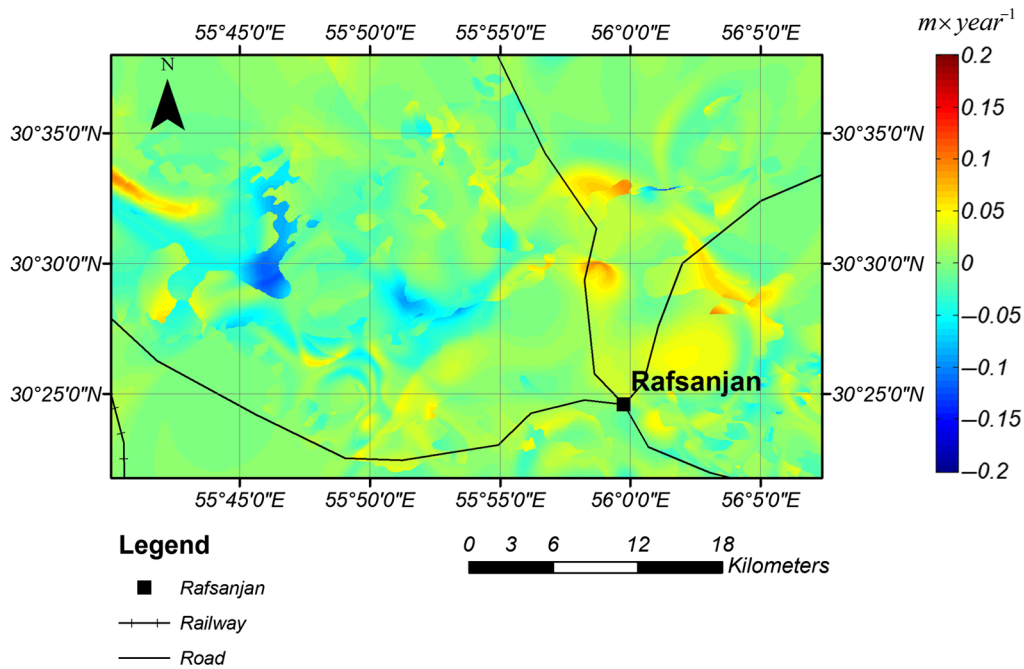 m× year⁻¹
55°45'0"E 55°50'0"E 55°55'0"E 56°0'0"E 56°5'0"E
N
0.2
0.15
0.1
0.05
0
−0.05
−0.1
−0.15
−0.2
30°35'0"N 30°35'0"N
30°30'0"N 30°30'0"N
30°25'0"N 30°25'0"N
Rafsanjan
55°45'0"E 55°50'0"E 55°55'0"E 56°0'0"E 56°5'0"E
Legend
Rafsanjan
Railway
Road
0 3 6 12 18
Kilometers